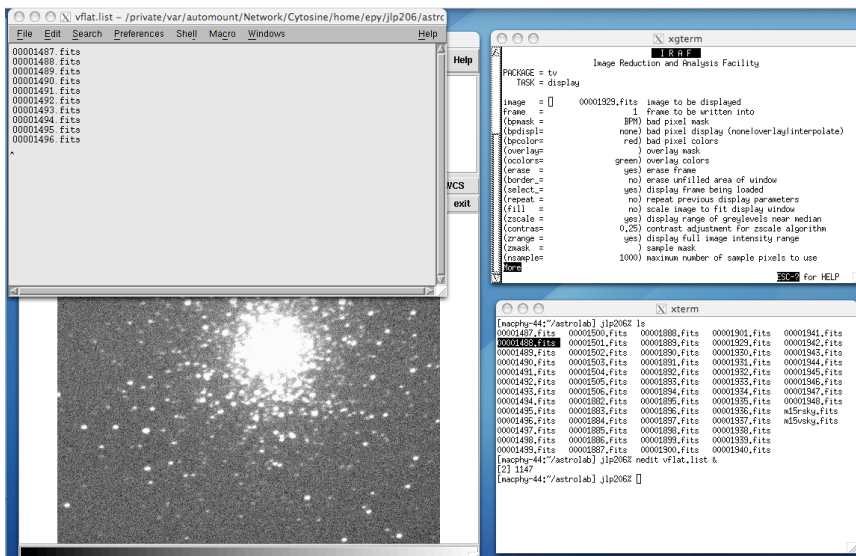 vflat.list - /private/var/automount/Network/Cytosine/home/epy/jlp206/astro
File Edit Search Preferences Shell Macro Windows Help
00001487.fits
00001488.fits
00001489.fits
00001490.fits
00001491.fits
00001492.fits
00001493.fits
00001494.fits
00001495.fits
00001496.fits
Help
WCS
exit
xgterm
I R A F
Image Reduction and Analysis Facility
PACKAGE = tv
TASK = display
image = 00001929.fits image to be displayed
frame = 1 frame to be written into
(bpmask = BPM) bad pixel mask
(bpdispl= none) bad pixel display (none|overlay|interpolate)
(bpcolor= red) bad pixel colors
(overlay= ) overlay mask
(ocolors= green) overlay colors
(erase = yes) erase frame
(border_= no) erase unfilled area of window
(select_= yes) display frame being loaded
(repeat = no) repeat previous display parameters
(fill = no) scale image to fit display window
(zscale = yes) display range of greylevels near median
(contras= 0.25) contrast adjustment for zscale algorithm
(zrange = yes) display full image intensity range
(zmask = ) sample mask
(nsample= 1000) maximum number of sample pixels to use
More
ESC-? for HELP
xterm
[macphy-44:~/astrolab] jlp206% ls
00001487.fits 00001500.fits 00001888.fits 00001901.fits 00001941.fits
00001488.fits 00001501.fits 00001889.fits 00001929.fits 00001942.fits
00001489.fits 00001502.fits 00001890.fits 00001930.fits 00001943.fits
00001490.fits 00001503.fits 00001891.fits 00001931.fits 00001944.fits
00001491.fits 00001504.fits 00001892.fits 00001932.fits 00001945.fits
00001492.fits 00001505.fits 00001893.fits 00001933.fits 00001946.fits
00001493.fits 00001506.fits 00001894.fits 00001934.fits 00001947.fits
00001494.fits 00001882.fits 00001895.fits 00001935.fits 00001948.fits
00001495.fits 00001883.fits 00001896.fits 00001936.fits m15rsky.fits
00001496.fits 00001884.fits 00001897.fits 00001937.fits m15vsky.fits
00001497.fits 00001885.fits 00001898.fits 00001938.fits
00001498.fits 00001886.fits 00001899.fits 00001939.fits
00001499.fits 00001887.fits 00001900.fits 00001940.fits
[macphy-44:~/astrolab] jlp206% nedit vflat.list &
[2] 1147
[macphy-44:~/astrolab] jlp206%